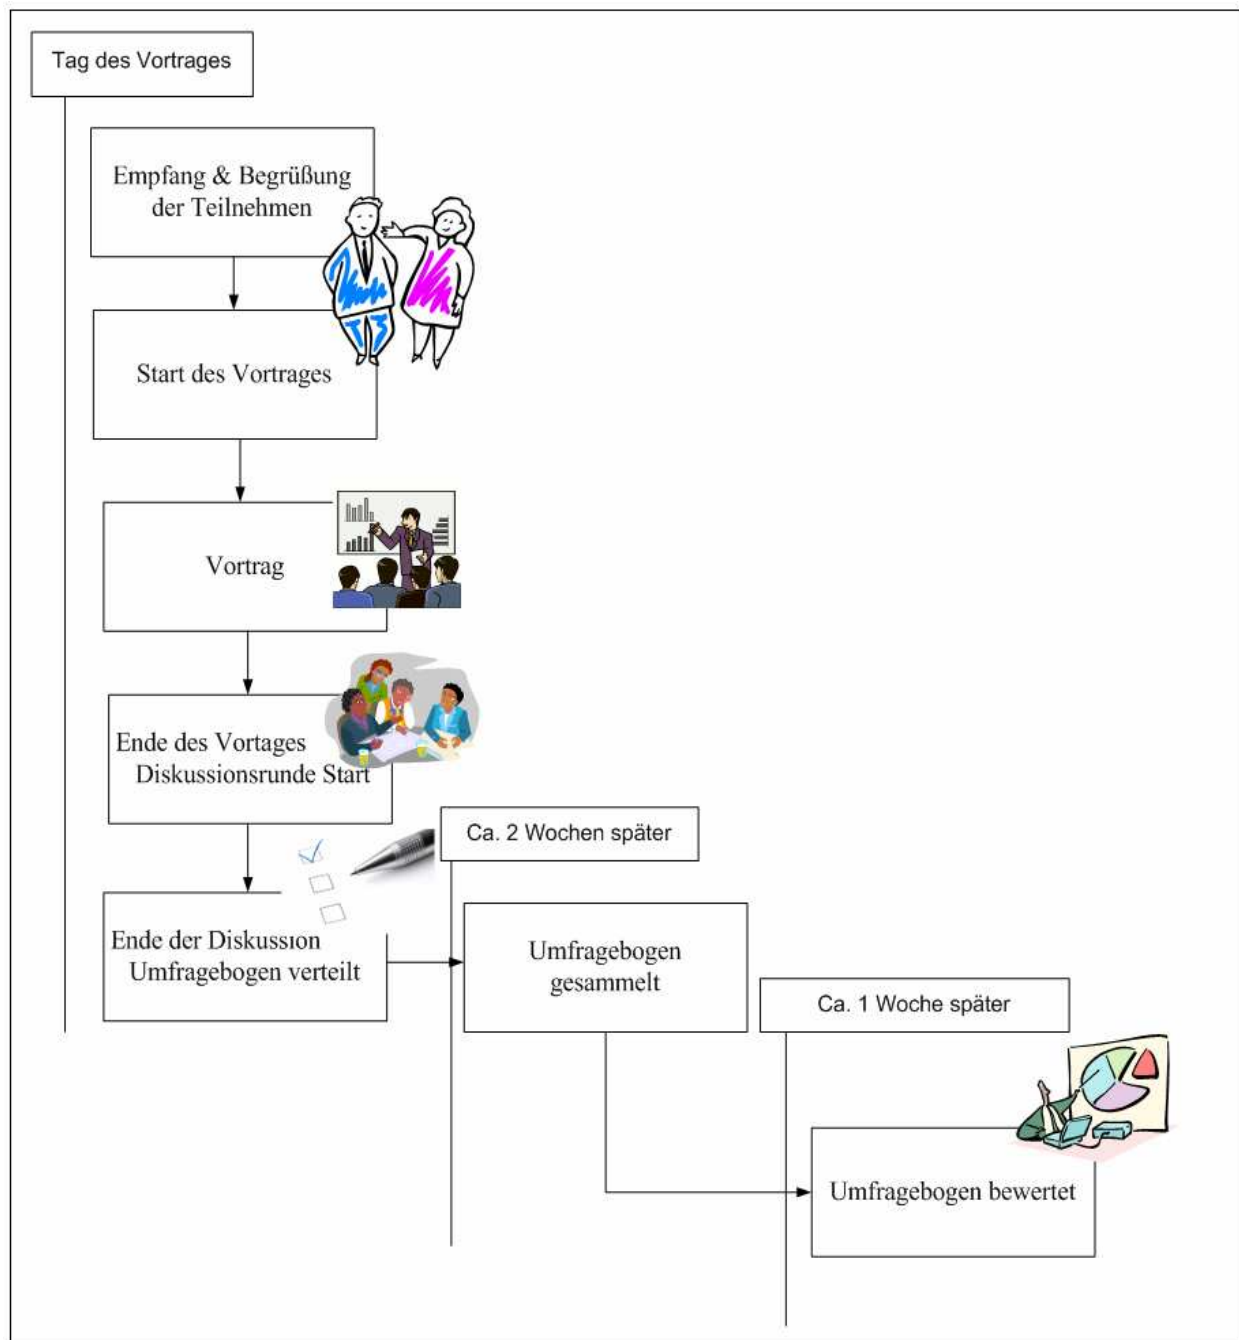 Tag des Vortrages
Empfang & Begrüßung
der Teilnehmen
Start des Vortrages
Vortrag
Ende des Vortages
Diskussionsrunde Start
Ende der Diskussion
Umfragebogen verteilt
Ca. 2 Wochen später
Umfragebogen
gesammelt
Ca. 1 Woche später
Umfragebogen bewertet